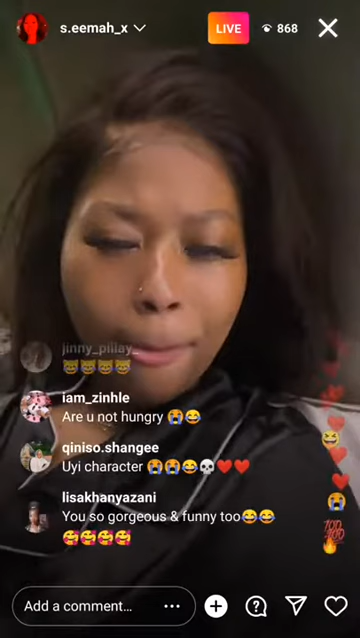 s.eemah_x
LIVE
868
jinny_pillay_
😹😹😹😹
iam_zinhle
Are u not hungry 😭😂
qiniso.shangee
Uyi character 😭😭😂💀❤️❤️
lisakhanyazani
You so gorgeous & funny too😂😂
🥰🥰🥰🥰
Add a comment...